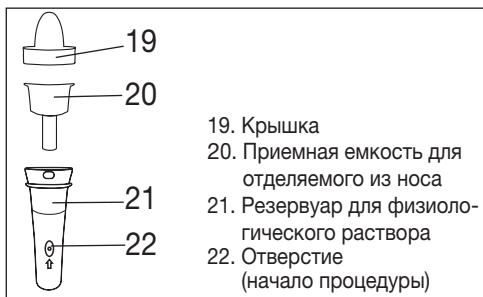 19
20
21
22
19. Крышка
20. Приемная емкость для
отделяемого из носа
21. Резервуар для физиоло-
гического раствора
22. Отверстие
(начало процедуры)